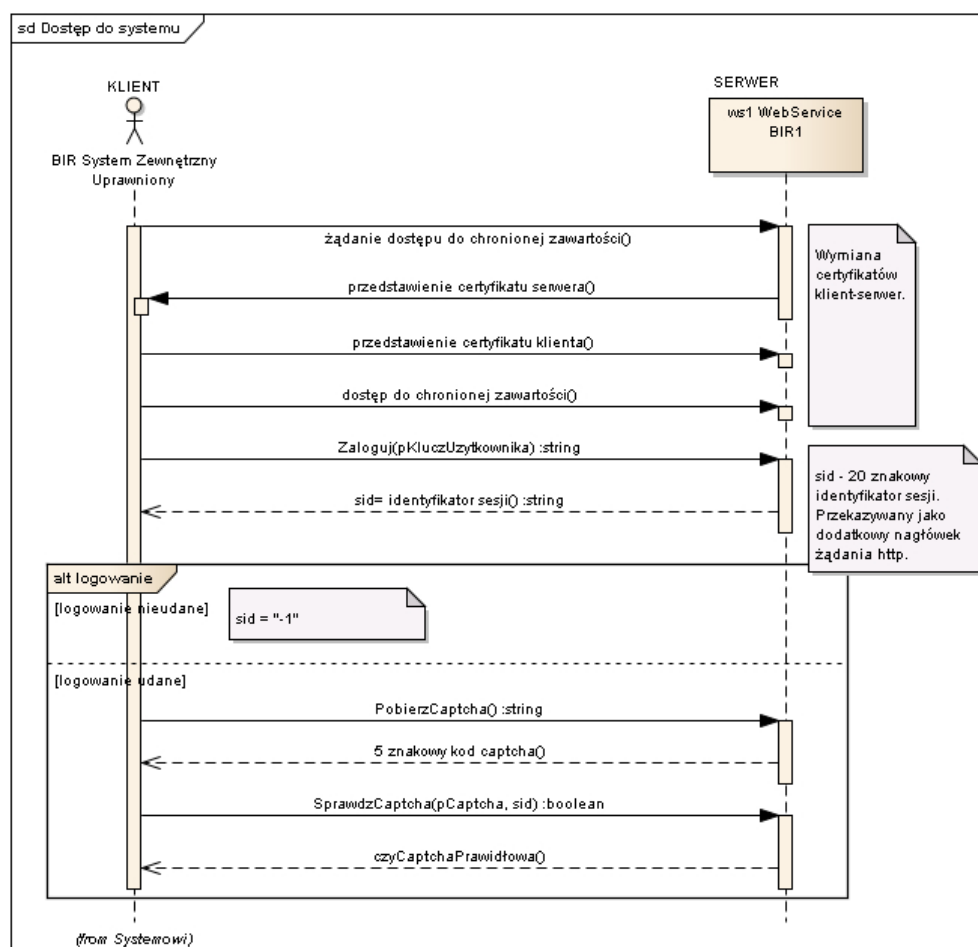 sd Dostęp do systemu
KLIENT
SERWER
BIR System Zewnętrzny
Uprawniony
ws1 WebService
BIR1
żądanie dostępu do chronionej zawartości()
Wymiana
certyfikatów
klient-serwer.
przedstawienie certyfikatu serwera()
przedstawienie certyfikatu klienta()
dostęp do chronionej zawartości()
Zaloguj(pKluczUzytkownika) :string
sid= identyfikator sesji() :string
sid - 20 znakowy
identyfikator sesji.
Przekazywany jako
dodatkowy nagłówek
żądania http.
alt logowanie
[logowanie nieudane]
sid = "-1"
[logowanie udane]
PobierzCaptcha() :string
5 znakowy kod captcha()
SprawdzCaptcha(pCaptcha, sid) :boolean
czyCaptchaPrawidłowa()
(from Systemowi)